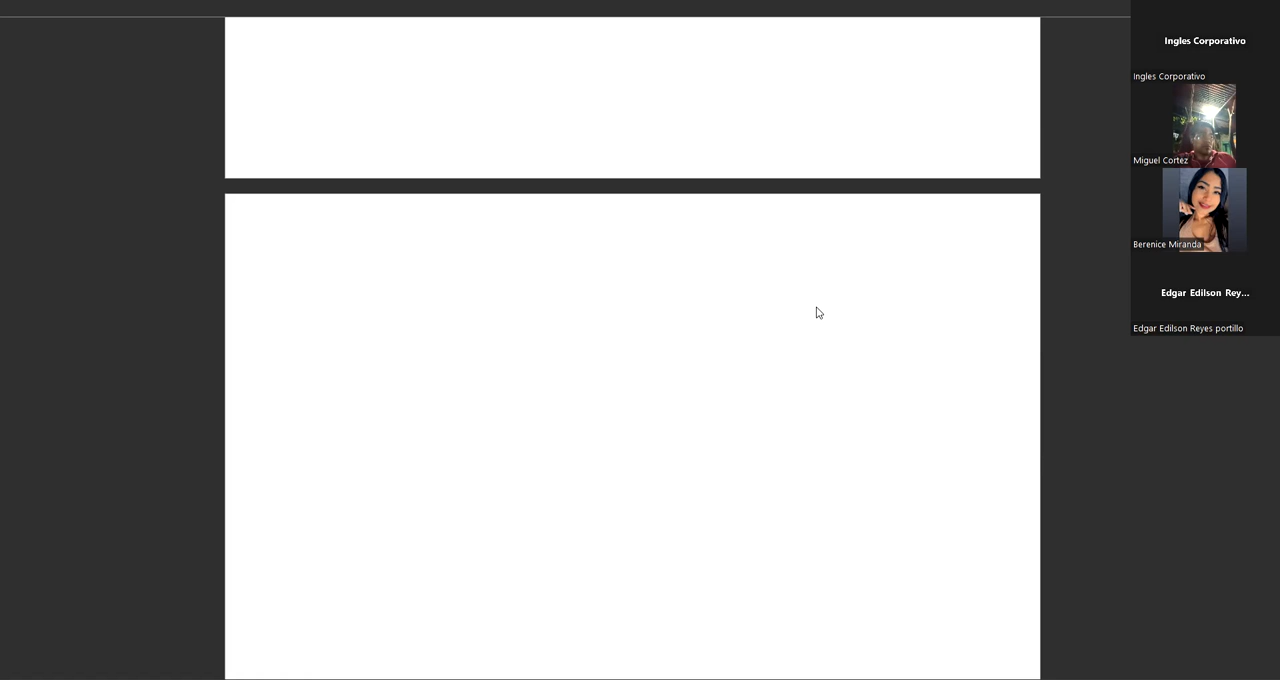 Ingles Corporativo
Ingles Corporativo
Miguel Cortez
Berenice Miranda
Edgar Edilson Rey...
Edgar Edilson Reyes portillo